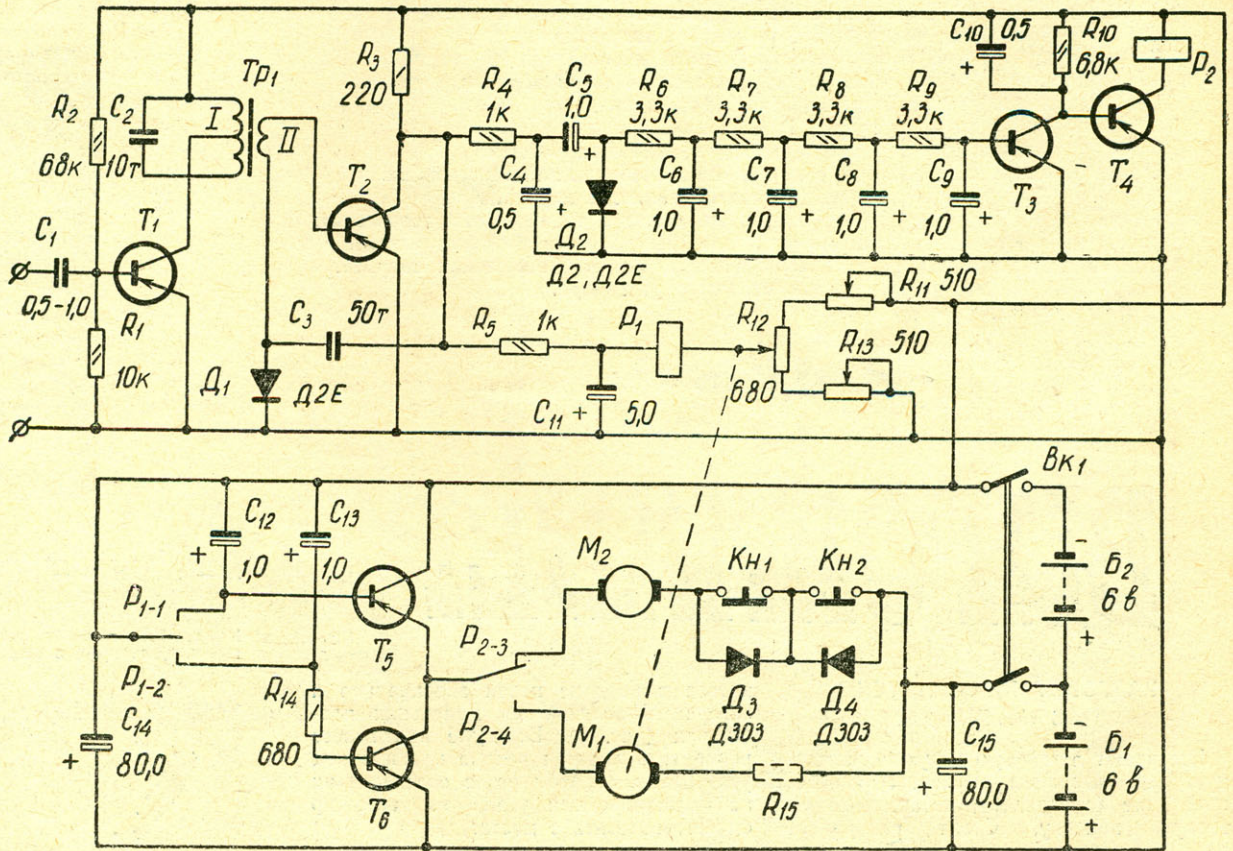 C10 0,5
R10
6,8к
P2
+
R3
220
Тр1
R2
68к
C2
10т
I
II
R4
1к
C5
1,0
+
R6
3,3к
R7
3,3к
R8
3,3к
R9
3,3к
T2
T3
-
T4
C4
0,5
+
Д2
Д2, Д2Е
C6
1,0
+
C7
1,0
+
C8
1,0
+
C9
1,0
+
C1
0,5-1,0
T1
R1
10к
Д1
Д2Е
C3
50т
R5
1к
P1
C11
+
5,0
R12
680
R11 510
R13 510
Вк1
C12
+
1,0
C13
+
1,0
P1-1
P1-2
T5
R14
680
T6
C14
+
80,0
P2-3
P2-4
M2
M1
Кн1
Кн2
Д3
Д303
Д4
Д303
R15
C15
+
80,0
-
Б2
6 в
+
-
Б1
6 в
+